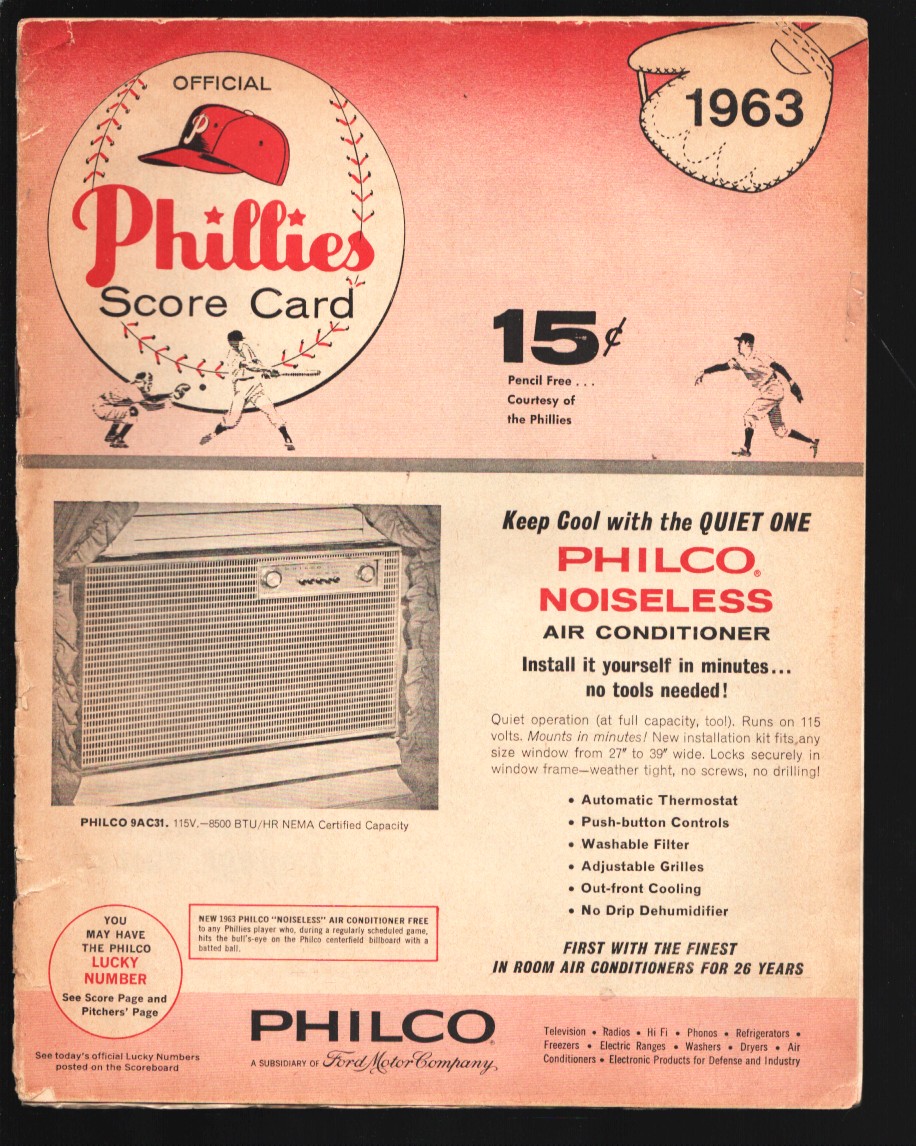 OFFICIAL
P
Phillies
Score Card
1963
15¢
Pencil Free . . .
Courtesy of
the Phillies
Keep Cool with the QUIET ONE
PHILCO®
NOISELESS
AIR CONDITIONER
Install it yourself in minutes...
no tools needed!
Quiet operation (at full capacity, too!). Runs on 115
volts. Mounts in minutes! New installation kit fits any
size window from 27″ to 39″ wide. Locks securely in
window frame—weather tight, no screws, no drilling!
• Automatic Thermostat
• Push-button Controls
• Washable Filter
• Adjustable Grilles
• Out-front Cooling
• No Drip Dehumidifier
FIRST WITH THE FINEST
IN ROOM AIR CONDITIONERS FOR 26 YEARS
PHILCO 9AC31. 115V.—8500 BTU/HR NEMA Certified Capacity
YOU
MAY HAVE
THE PHILCO
LUCKY
NUMBER
See Score Page and
Pitchers' Page
See today's official Lucky Numbers
posted on the Scoreboard
NEW 1963 PHILCO "NOISELESS" AIR CONDITIONER FREE
to any Phillies player who, during a regularly scheduled game,
hits the bull's-eye on the Philco centerfield billboard with a
batted ball.
PHILCO®
A SUBSIDIARY OF Ford Motor Company,
Television • Radios • Hi Fi • Phonos • Refrigerators •
Freezers • Electric Ranges • Washers • Dryers • Air
Conditioners • Electronic Products for Defense and Industry